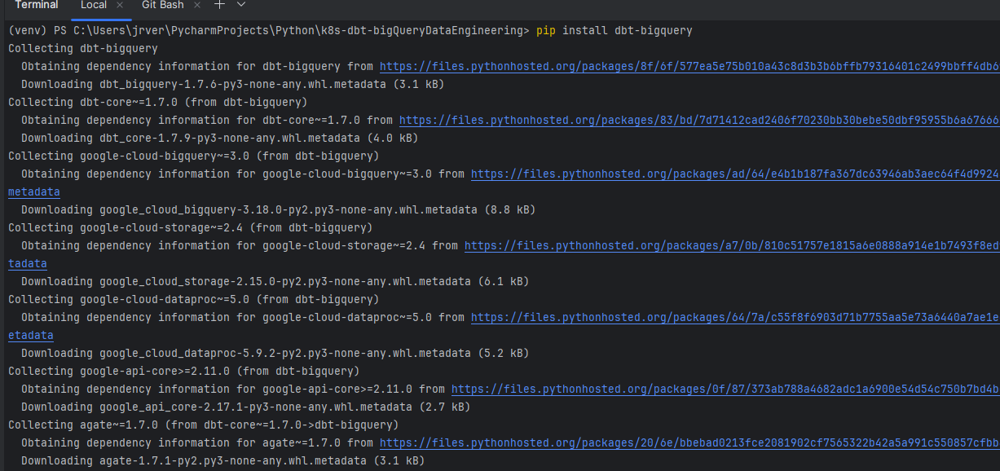 Terminal Local × Git Bash × +
(venv) PS C:\Users\jrver\PycharmProjects\Python\k8s-dbt-bigQueryDataEngineering> pip install dbt-bigquery
Collecting dbt-bigquery
Obtaining dependency information for dbt-bigquery from https://files.pythonhosted.org/packages/8f/6f/577ea5e75b010a43c8d3b3b6bffb79316401c2499bbff4db6
Downloading dbt_bigquery-1.7.6-py3-none-any.whl.metadata (3.1 kB)
Collecting dbt-core~=1.7.0 (from dbt-bigquery)
Obtaining dependency information for dbt-core~=1.7.0 from https://files.pythonhosted.org/packages/83/bd/7d71412cad2406f70230bb30bebe50dbf95955b6a67666
Downloading dbt_core-1.7.9-py3-none-any.whl.metadata (4.0 kB)
Collecting google-cloud-bigquery~=3.0 (from dbt-bigquery)
Obtaining dependency information for google-cloud-bigquery~=3.0 from https://files.pythonhosted.org/packages/ad/64/e4b1b187fa367dc63946ab3aec64f4d9924
metadata
Downloading google_cloud_bigquery-3.18.0-py2.py3-none-any.whl.metadata (8.8 kB)
Collecting google-cloud-storage~=2.4 (from dbt-bigquery)
Obtaining dependency information for google-cloud-storage~=2.4 from https://files.pythonhosted.org/packages/a7/0b/810c51757e1815a6e0888a914e1b7493f8ed
tadata
Downloading google_cloud_storage-2.15.0-py2.py3-none-any.whl.metadata (6.1 kB)
Collecting google-cloud-dataproc~=5.0 (from dbt-bigquery)
Obtaining dependency information for google-cloud-dataproc~=5.0 from https://files.pythonhosted.org/packages/64/7a/c55f8f6903d71b7755aa5e73a6440a7ae1e
etadata
Downloading google_cloud_dataproc-5.9.2-py2.py3-none-any.whl.metadata (5.2 kB)
Collecting google-api-core>=2.11.0 (from dbt-bigquery)
Obtaining dependency information for google-api-core>=2.11.0 from https://files.pythonhosted.org/packages/0f/87/373ab788a4682adc1a6900e54d54c750b7bd4b
Downloading google_api_core-2.17.1-py3-none-any.whl.metadata (2.7 kB)
Collecting agate~=1.7.0 (from dbt-core~=1.7.0->dbt-bigquery)
Obtaining dependency information for agate~=1.7.0 from https://files.pythonhosted.org/packages/20/6e/bbebad0213fce2081902cf7565322b42a5a991c550857cfbb
Downloading agate-1.7.1-py2.py3-none-any.whl.metadata (3.1 kB)